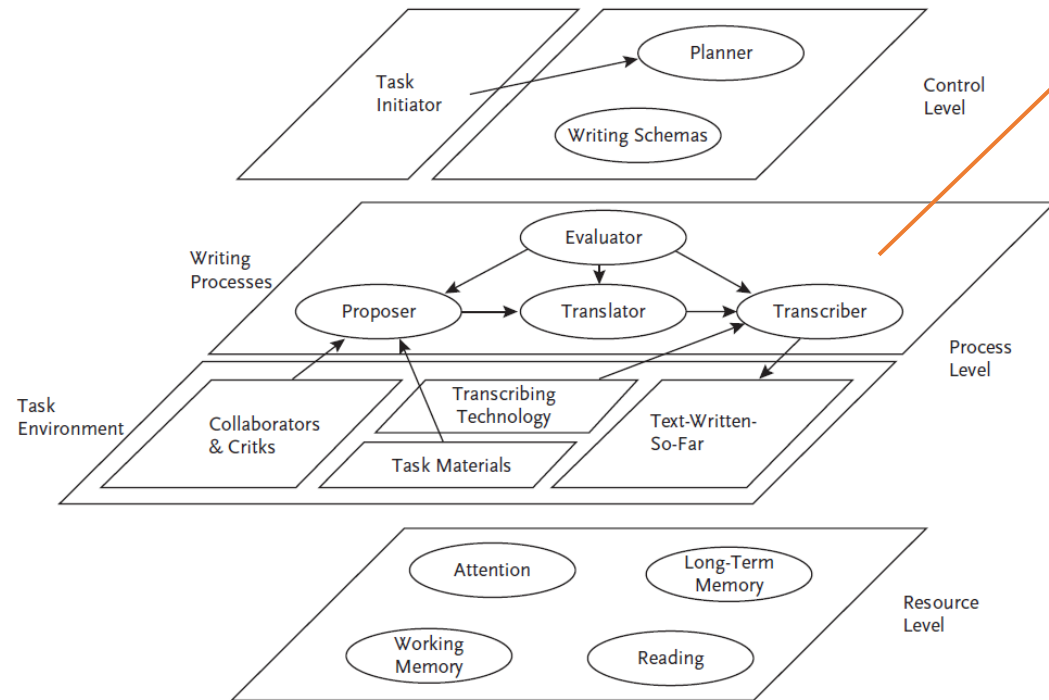 Planner
Task
Initiator
Control
Level
Writing Schemas
Evaluator
Writing
Processes
Proposer
Translator
Transcriber
Process
Level
Task
Environment
Collaborators
& Critks
Transcribing
Technology
Text-Written-
So-Far
Task Materials
Attention
Long-Term
Memory
Resource
Level
Working
Memory
Reading